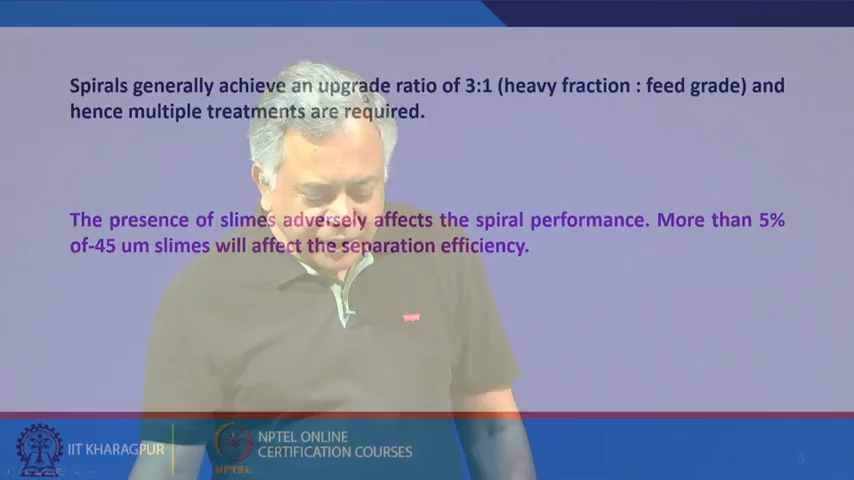 Spirals generally achieve an upgrade ratio of 3:1 (heavy fraction : feed grade) and
hence multiple treatments are required.
The presence of slimes adversely affects the spiral performance. More than 5%
of-45 um slimes will affect the separation efficiency.
IIT KHARAGPUR
NPTEL
NPTEL ONLINE
CERTIFICATION COURSES
5